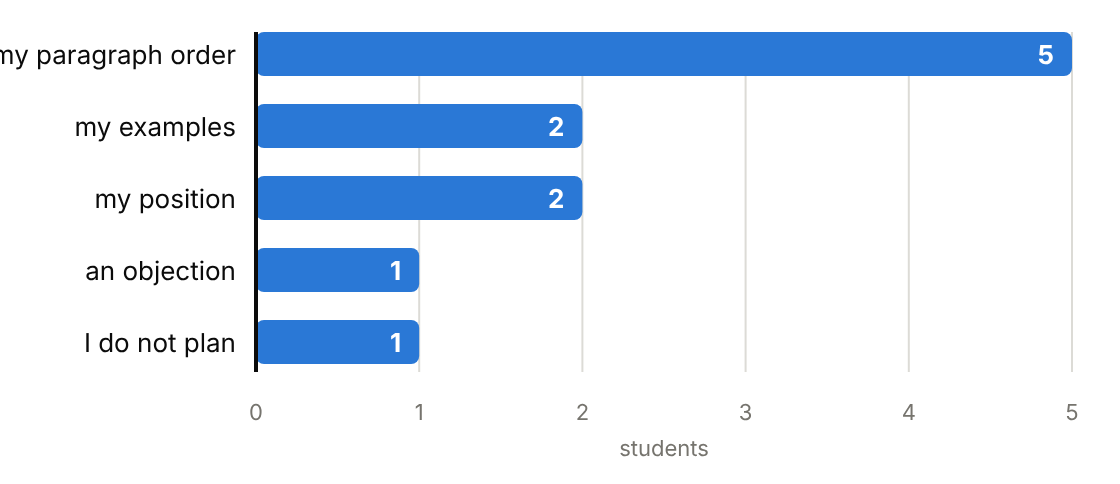 my paragraph order
5
my examples
2
my position
2
an objection
1
I do not plan
1
0 1 2 3 4 5
students